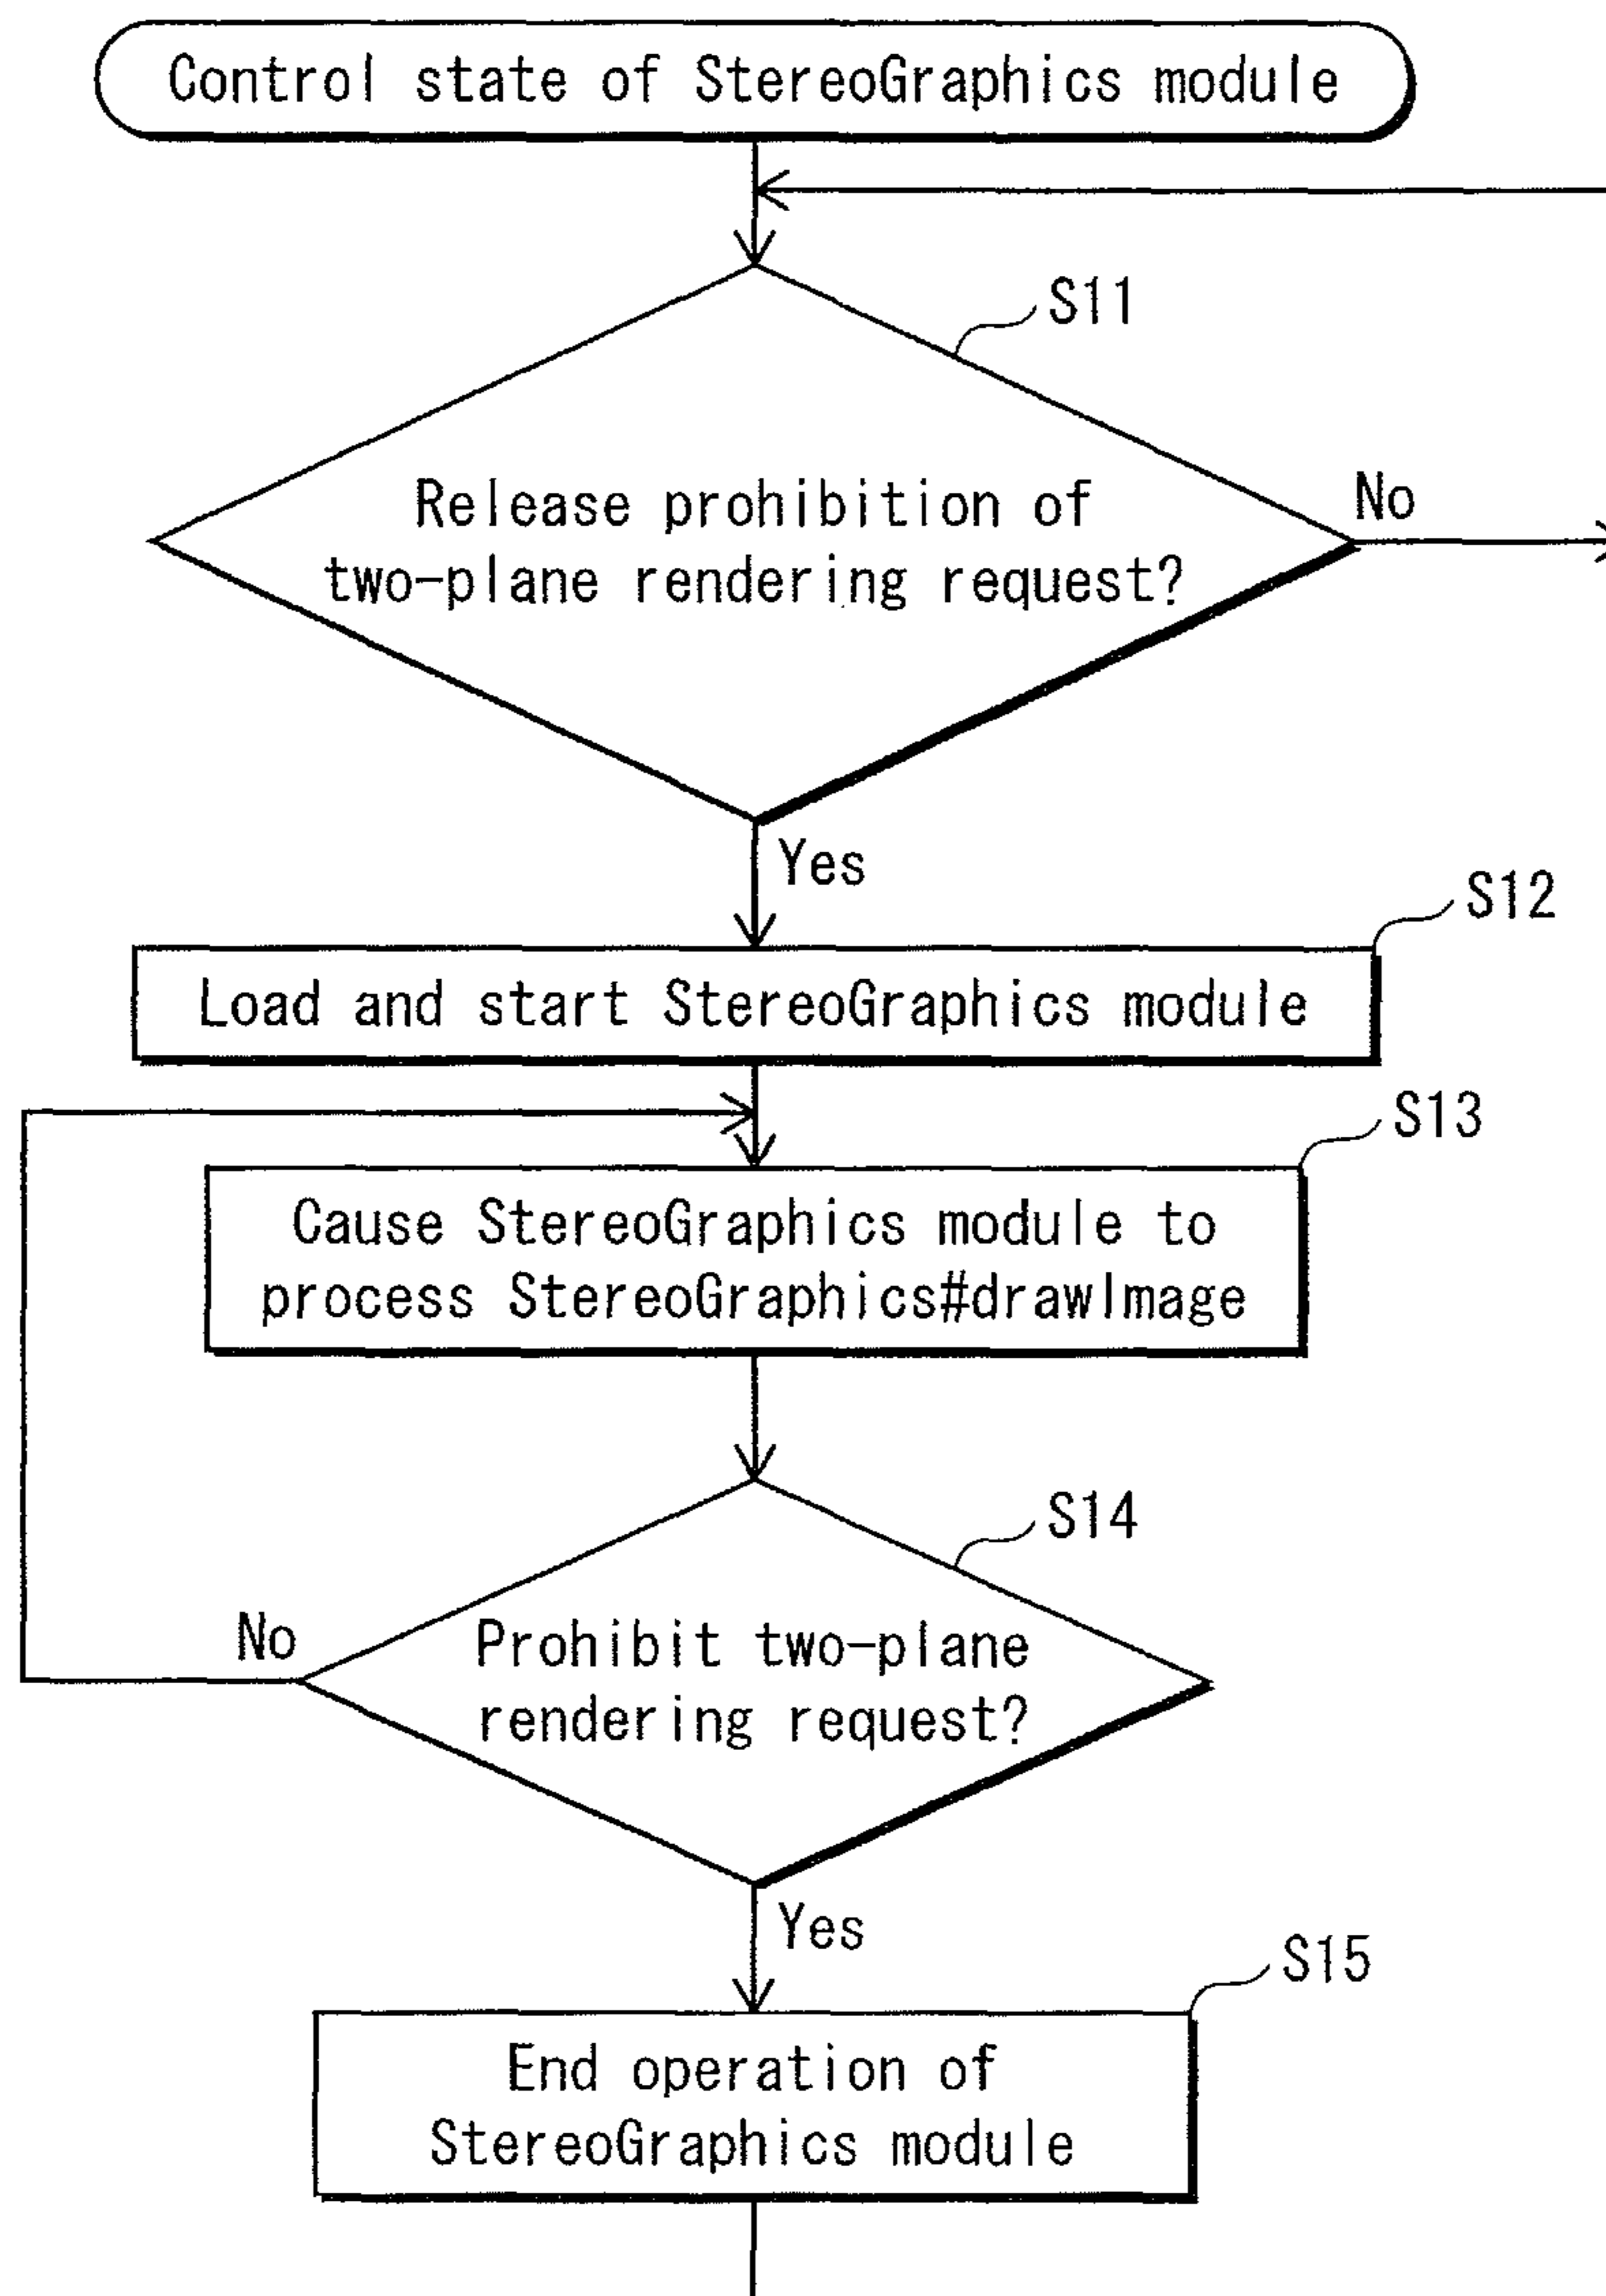 Control state of StereoGraphics module
S11
Release prohibition of
two-plane rendering request?
No
Yes
S12
Load and start StereoGraphics module
S13
Cause StereoGraphics module to
process StereoGraphics#drawImage
S14
Prohibit two-plane
rendering request?
No
Yes
S15
End operation of
StereoGraphics module